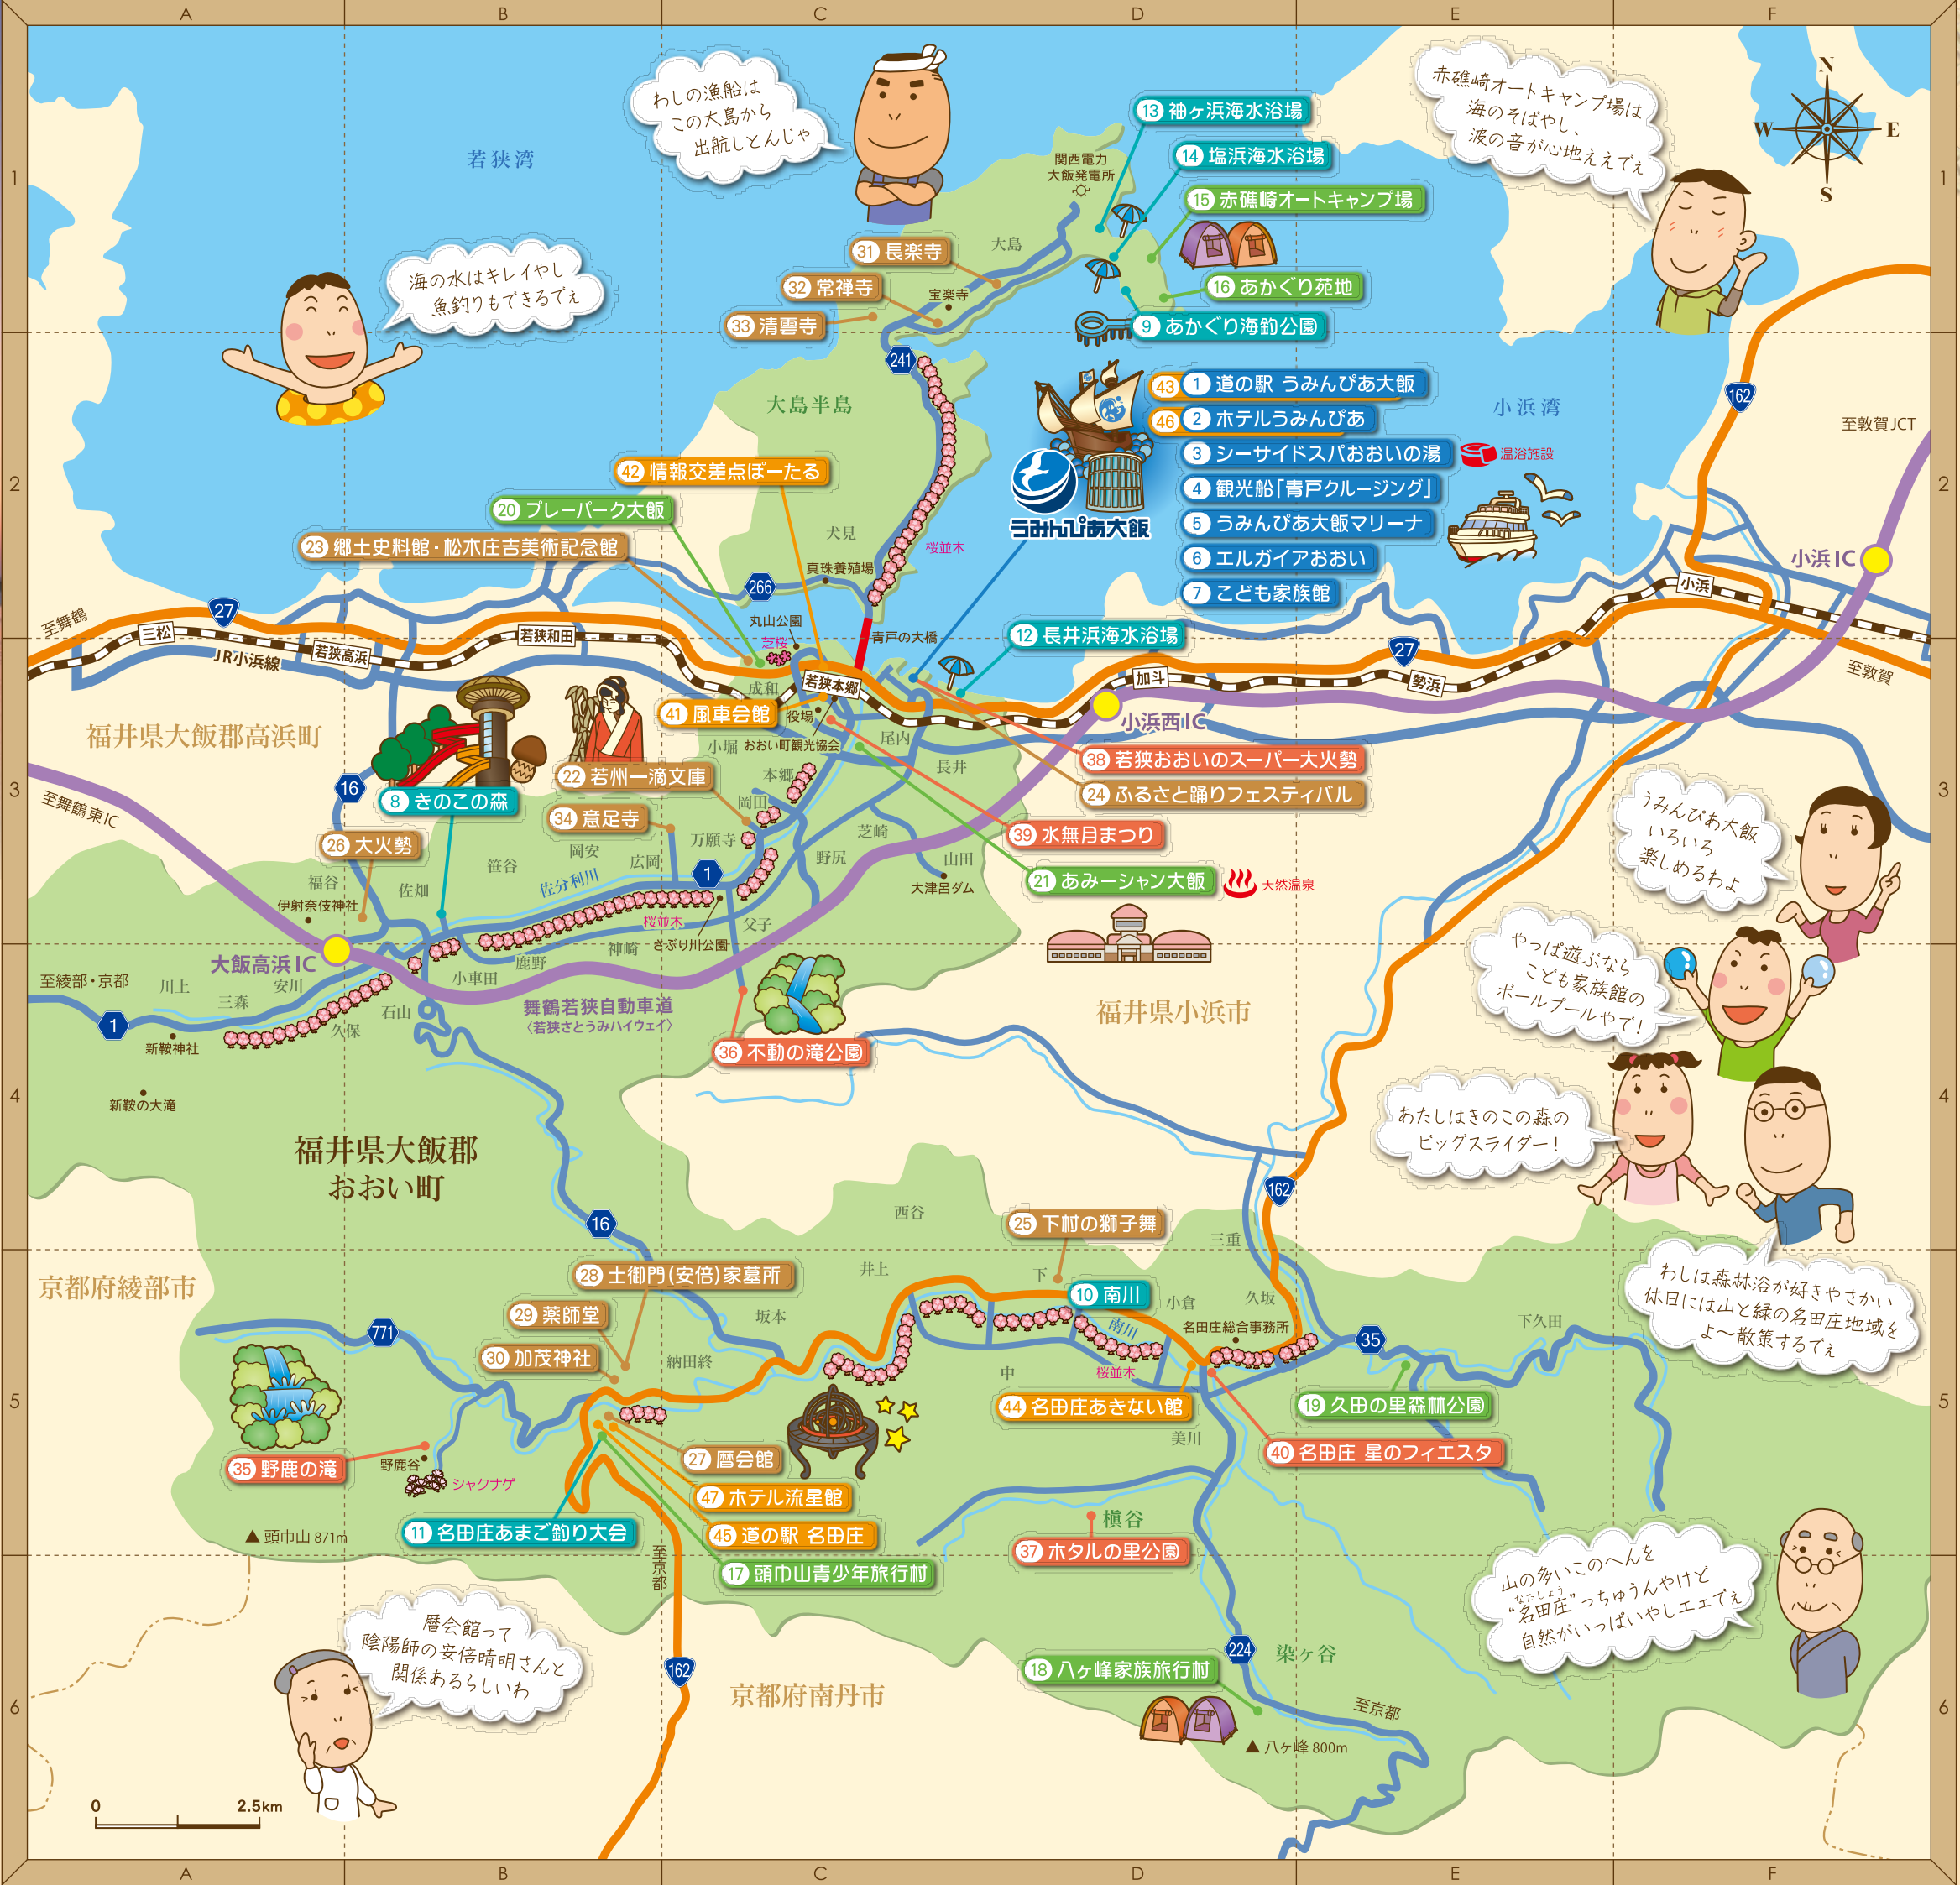 A
B
C
D
E
F
1
2
3
4
5
6
若狭湾
わしの漁船は
この大島から
出航しとんじゃ
海の水はキレイやし
魚釣りもできるでぇ
赤礁崎オートキャンプ場は
海のそばやし、
波の音が心地ええでぇ
N
W
E
S
関西電力
大飯発電所
大島
13 袖ヶ浜海水浴場
14 塩浜海水浴場
15 赤礁崎オートキャンプ場
16 あかぐり苑地
9 あかぐり海釣公園
31 長楽寺
32 常禅寺
33 清雲寺
宝楽寺
241
大島半島
43 1 道の駅 うみんぴあ大飯
46 2 ホテルうみんぴあ
3 シーサイドスパおおいの湯
温浴施設
4 観光船「青戸クルージング」
5 うみんぴあ大飯マリーナ
6 エルガイアおおい
7 こども家族館
うみんぴあ大飯
小浜湾
162
至敦賀JCT
小浜IC
小浜
42 情報交差点ぽーたる
20 プレーパーク大飯
23 郷土史料館・松木庄吉美術記念館
犬見
桜並木
真珠養殖場
266
丸山公園
芝桜
青戸の大橋
12 長井浜海水浴場
至舞鶴
27
三松
JR小浜線
若狭高浜
若狭和田
若狭本郷
加斗
勢浜
27
至敦賀
小浜西IC
成和
41 風車会館
役場
おおい町観光協会
小堀
尾内
長井
本郷
福井県大飯郡高浜町
22 若州一滴文庫
岡田
34 意足寺
万願寺
芝崎
野尻
山田
大津呂ダム
38 若狭おおいのスーパー大火勢
24 ふるさと踊りフェスティバル
39 水無月まつり
21 あみーシャン大飯
天然温泉
至舞鶴東IC
16
8 きのこの森
26 大火勢
福谷
伊射奈伎神社
佐畑
笹谷
岡安
広岡
佐分利川
1
桜並木
さぶり川公園
父子
神崎
鹿野
小車田
大飯高浜IC
至綾部・京都
川上
三森
安川
石山
久保
1
新鞍神社
新鞍の大滝
舞鶴若狭自動車道
〈若狭さとうみハイウェイ〉
36 不動の滝公園
福井県小浜市
うみんぴあ大飯
いろいろ
楽しめるわよ
やっぱ遊ぶなら
こども家族館の
ボールプールやで!
あたしはきのこの森の
ビッグスライダー!
わしは森林浴が好きやさかい
休日には山と緑の名田庄地域を
よ〜散策するでぇ
福井県大飯郡
おおい町
16
162
西谷
25 下村の獅子舞
三重
京都府綾部市
28 土御門(安倍)家墓所
29 薬師堂
30 加茂神社
井上
下
10 南川
小倉
久坂
名田庄総合事務所
南川
桜並木
坂本
納田終
中
771
35
下久田
44 名田庄あきない館
19 久田の里森林公園
美川
40 名田庄 星のフィエスタ
35 野鹿の滝
野鹿谷
シャクナゲ
27 暦会館
47 ホテル流星館
45 道の駅 名田庄
17 頭巾山青少年旅行村
11 名田庄あまご釣り大会
▲頭巾山 871m
至京都
槇谷
37 ホタルの里公園
山の多いこのへんを
なたしょう
“名田庄”っちゅうんやけど
自然がいっぱいやしエエでぇ
暦会館って
陰陽師の安倍晴明さんと
関係あるらしいわ
162
京都府南丹市
18 八ヶ峰家族旅行村
224
染ヶ谷
至京都
▲八ヶ峰 800m
0
2.5km
A
B
C
D
E
F
1
2
3
4
5
6